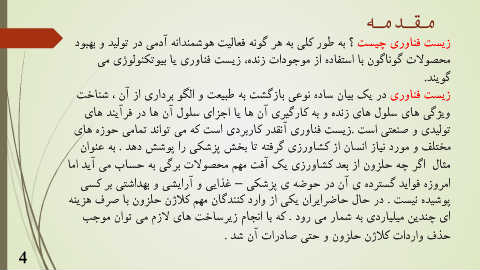 مـقـدمـه
زیست فناوری چیست ؟ به طور کلی به هر گونه فعالیت هوشمندانه آدمی در تولید و بهبود
محصولات گوناگون با استفاده از موجودات زنده، زیست فناوری یا بیوتکنولوژی می
گویند.
زیست فناوری در یک بیان ساده نوعی بازگشت به طبیعت و الگو برداری از آن ، شناخت
ویژگی های سلول های زنده و به کارگیری آن ها یا اجزای سلول آن ها در فرآیند های
تولیدی و صنعتی است .زیست فناوری آنقدر کاربردی است که می تواند تمامی حوزه های
مختلف و مورد نیاز انسان از کشاورزی گرفته تا بخش پزشکی را پوشش دهد . به عنوان
مثال اگر چه حلزون از بعد کشاورزی یک آفت مهم محصولات برگی به حساب می آید اما
امروزه فواید گسترده ی آن در حوضه ی پزشکی – غذایی و آرایشی و بهداشتی بر کسی
پوشیده نیست . در حال حاضرایران یکی از وارد کنندگان مهم کلاژن حلزون با صرف هزینه
ای چندین میلیاردی به شمار می رود . که با انجام زیرساخت های لازم می توان موجب
حذف واردات کلاژن حلزون و حتی صادرات آن شد .
4